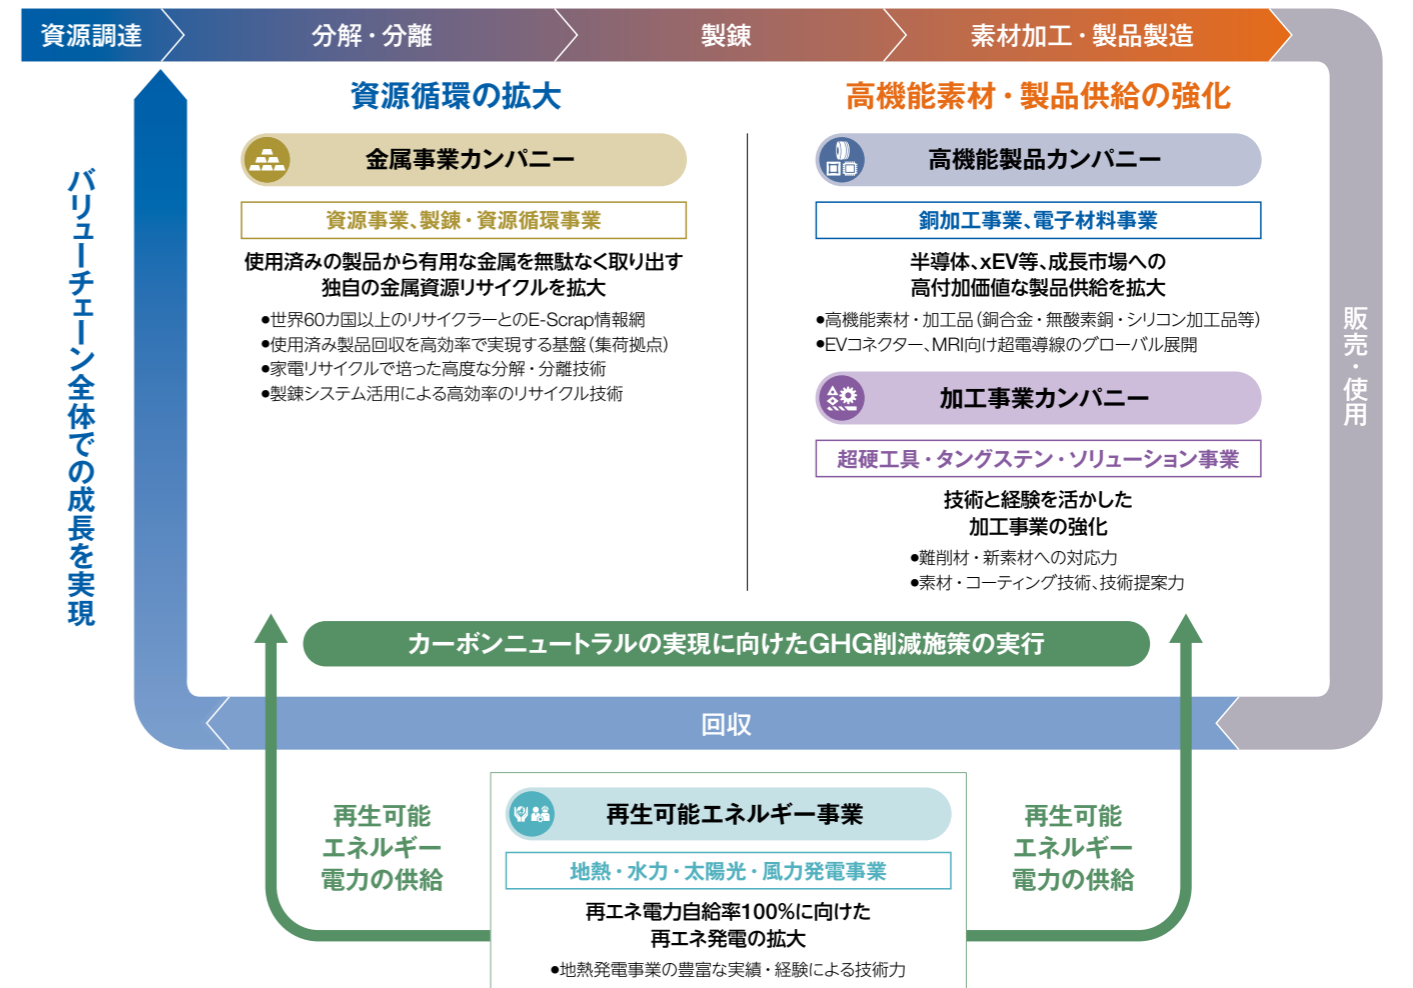 資源調達
分解・分離
製錬
素材加工・製品製造
販売・使用
回収
バリューチェーン全体での成長を実現
資源循環の拡大
金属事業カンパニー
資源事業、製錬・資源循環事業
使用済みの製品から有用な金属を無駄なく取り出す
独自の金属資源リサイクルを拡大
●世界60カ国以上のリサイクラーとのE-Scrap情報網
●使用済み製品回収を高効率で実現する基盤（集荷拠点）
●家電リサイクルで培った高度な分解・分離技術
●製錬システム活用による高効率のリサイクル技術
高機能素材・製品供給の強化
高機能製品カンパニー
銅加工事業、電子材料事業
半導体、xEV等、成長市場への
高付加価値な製品供給を拡大
●高機能素材・加工品（銅合金・無酸素銅・シリコン加工品等）
●EVコネクター、MRI向け超電導線のグローバル展開
加工事業カンパニー
超硬工具・タングステン・ソリューション事業
技術と経験を活かした
加工事業の強化
●難削材・新素材への対応力
●素材・コーティング技術、技術提案力
カーボンニュートラルの実現に向けたGHG削減施策の実行
再生可能
エネルギー
電力の供給
再生可能エネルギー事業
地熱・水力・太陽光・風力発電事業
再エネ電力自給率100%に向けた
再エネ発電の拡大
●地熱発電事業の豊富な実績・経験による技術力
再生可能
エネルギー
電力の供給